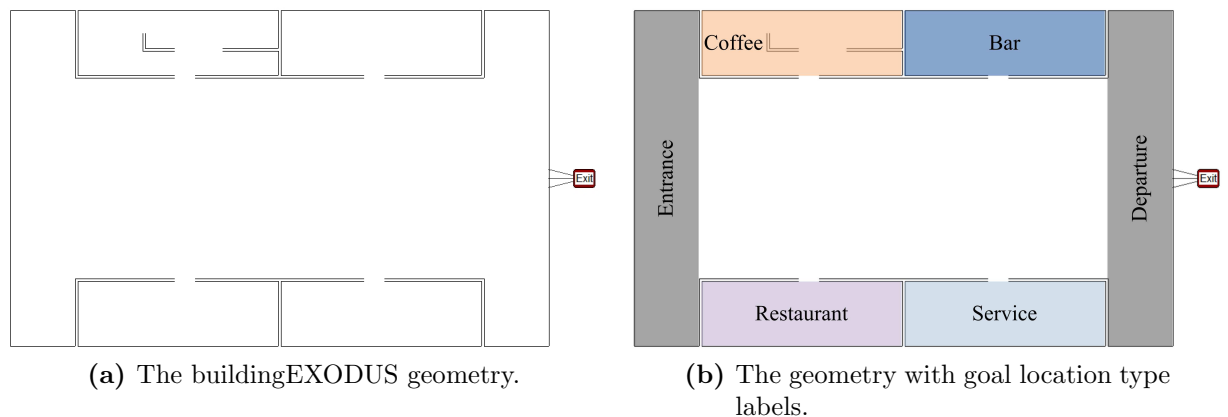 Exit
(a) The buildingEXODUS geometry.
Coffee
Bar
Entrance
Departure
Exit
Restaurant
Service
(b) The geometry with goal location type
labels.